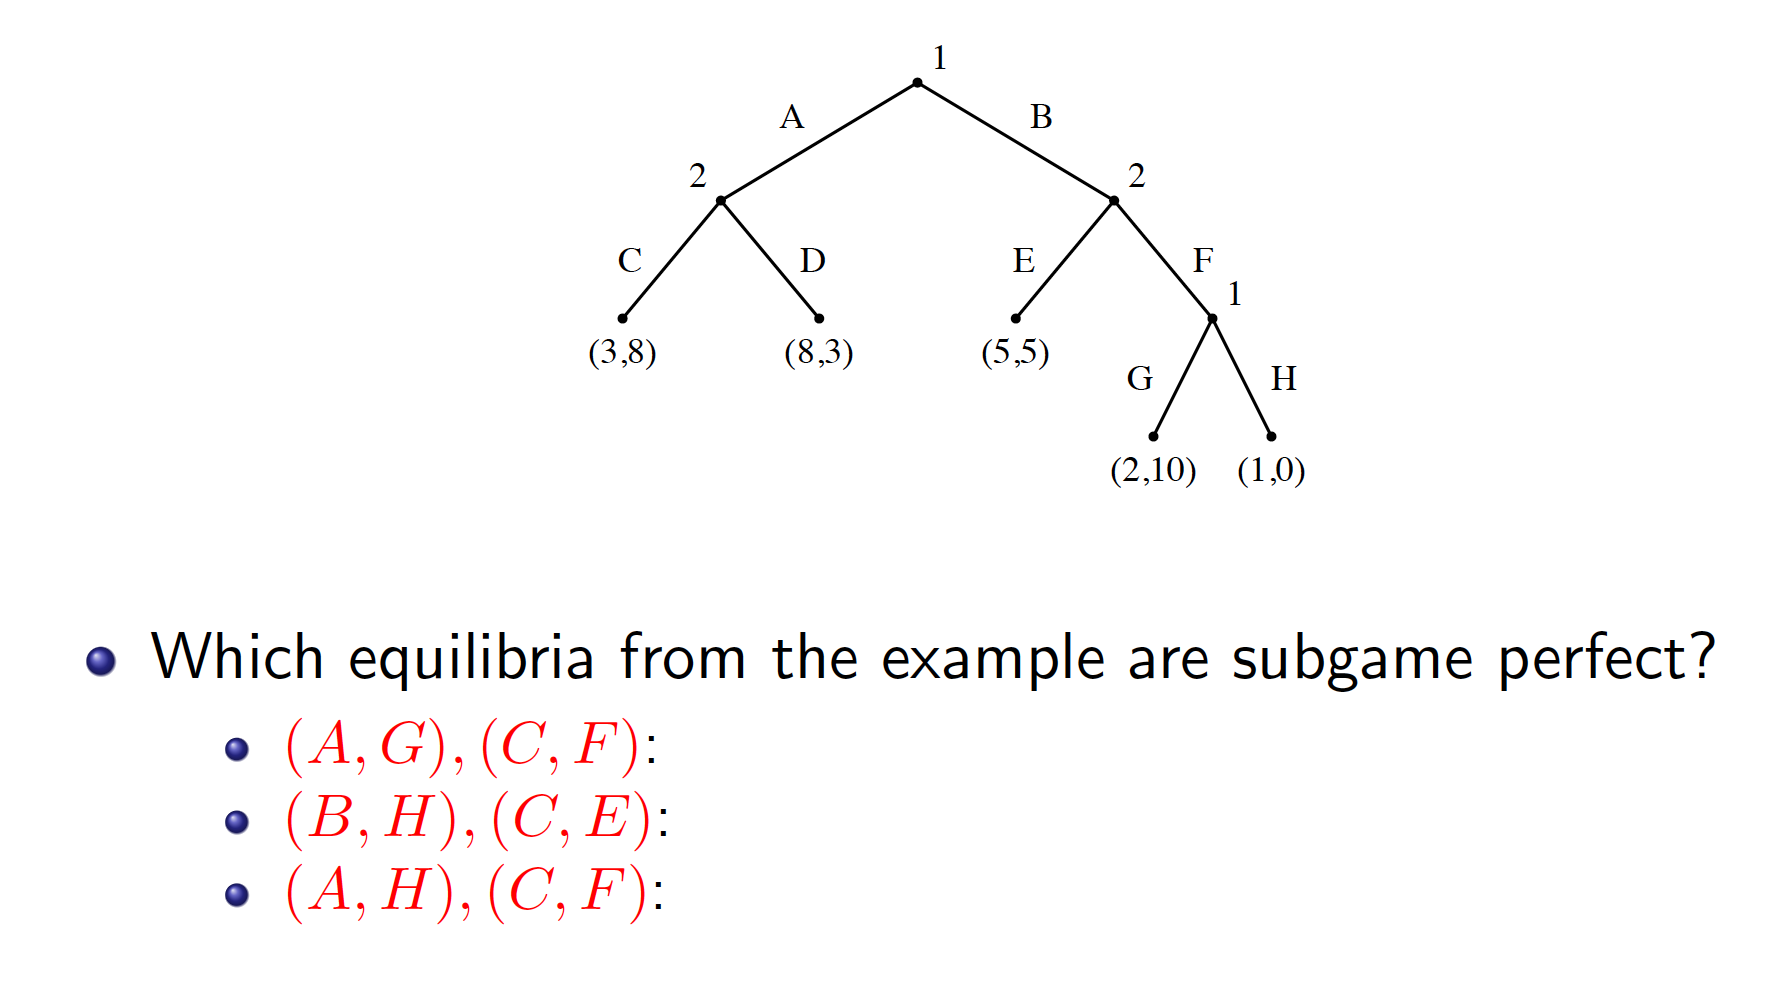 1
A B
2 2
C D E F
1
(3,8) (8,3) (5,5)
G H
(2,10) (1,0)
Which equilibria from the example are subgame perfect?
(A, G), (C, F):
(B, H), (C, E):
(A, H), (C, F):